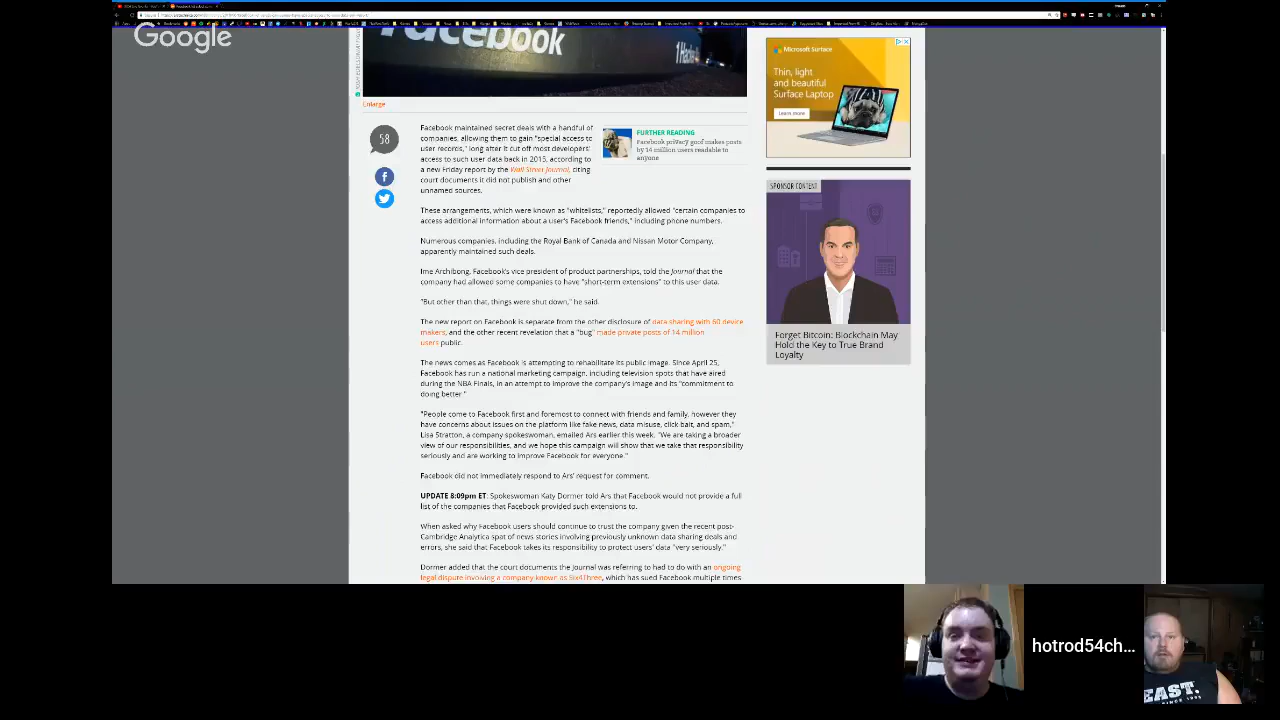 Google
facebook
1 Hack
Enlarge
58
Facebook maintained secret deals with a handful of
companies, allowing them to gain "special access to
user records," long after it cut off most developers'
access to such user data back in 2015, according to
a new Friday report by the Wall Street Journal, citing
court documents it did not publish and other
unnamed sources.
FURTHER READING
Facebook privacy goof makes posts
by 14 million users readable to
anyone
These arrangements, which were known as "whitelists," reportedly allowed "certain companies to
access additional information about a user's Facebook friends," including phone numbers.
Numerous companies, including the Royal Bank of Canada and Nissan Motor Company,
apparently maintained such deals.
Ime Archibong, Facebook's vice president of product partnerships, told the Journal that the
company had allowed some companies to have "short-term extensions" to this user data.
"But other than that, things were shut down," he said.
The new report on Facebook is separate from the other disclosure of data sharing with 60 device
makers, and the other recent revelation that a "bug" made private posts of 14 million
users public.
The news comes as Facebook is attempting to rehabilitate its public image. Since April 25,
Facebook has run a national marketing campaign, including television spots that have aired
during the NBA Finals, in an attempt to improve the company's image and its "commitment to
doing better."
"People come to Facebook first and foremost to connect with friends and family, however they
have concerns about issues on the platform like fake news, data misuse, click bait, and spam,"
Lisa Stratton, a company spokeswoman, emailed Ars earlier this week. "We are taking a broader
view of our responsibilities, and we hope this campaign will show that we take that responsibility
seriously and are working to improve Facebook for everyone."
Facebook did not immediately respond to Ars' request for comment.
UPDATE 8:09pm ET: Spokeswoman Katy Dormer told Ars that Facebook would not provide a full
list of the companies that Facebook provided such extensions to.
When asked why Facebook users should continue to trust the company given the recent post-
Cambridge Analytica spat of news stories involving previously unknown data sharing deals and
errors, she said that Facebook takes its responsibility to protect users' data "very seriously."
Dormer added that the court documents the Journal was referring to had to do with an ongoing
legal dispute involving a company known as Six4Three, which has sued Facebook multiple times
Microsoft Surface
Thin, light
and beautiful
Surface Laptop
Learn more
SPONSOR CONTENT
Forget Bitcoin: Blockchain May
Hold the Key to True Brand
Loyalty
hotrod54ch...
EAST.
SINCE